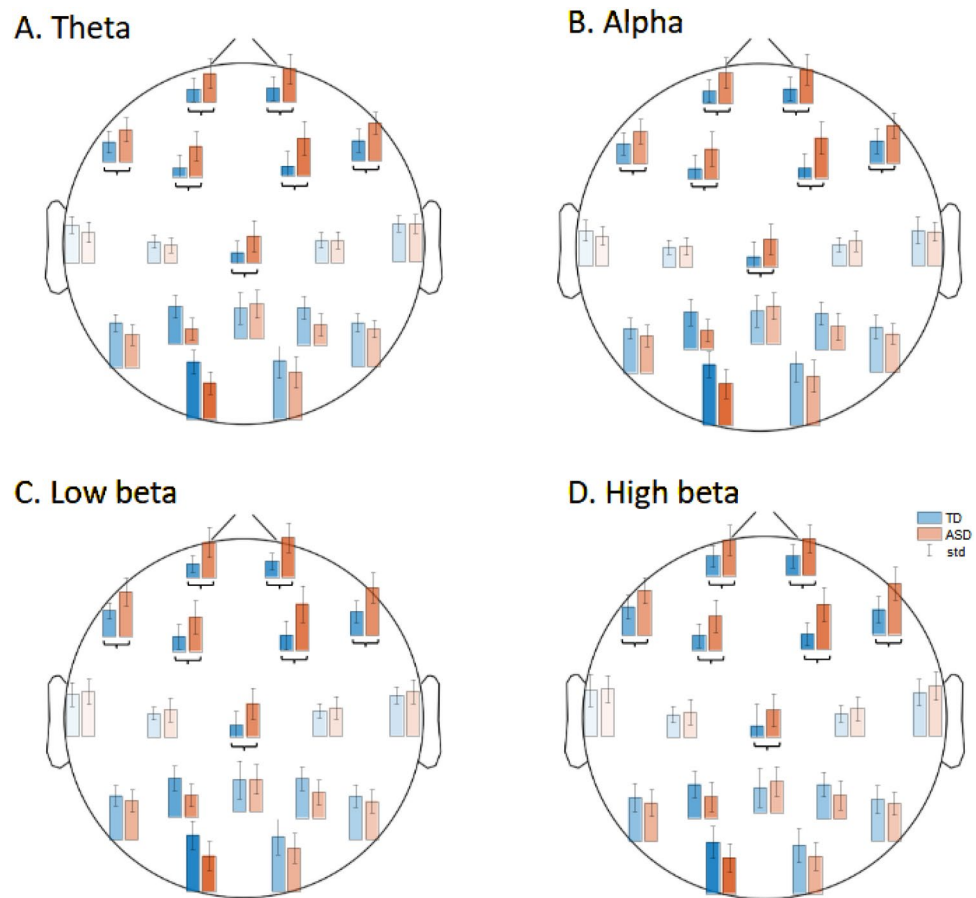 A. Theta
B. Alpha
C. Low beta
D. High beta
TD
ASD
std